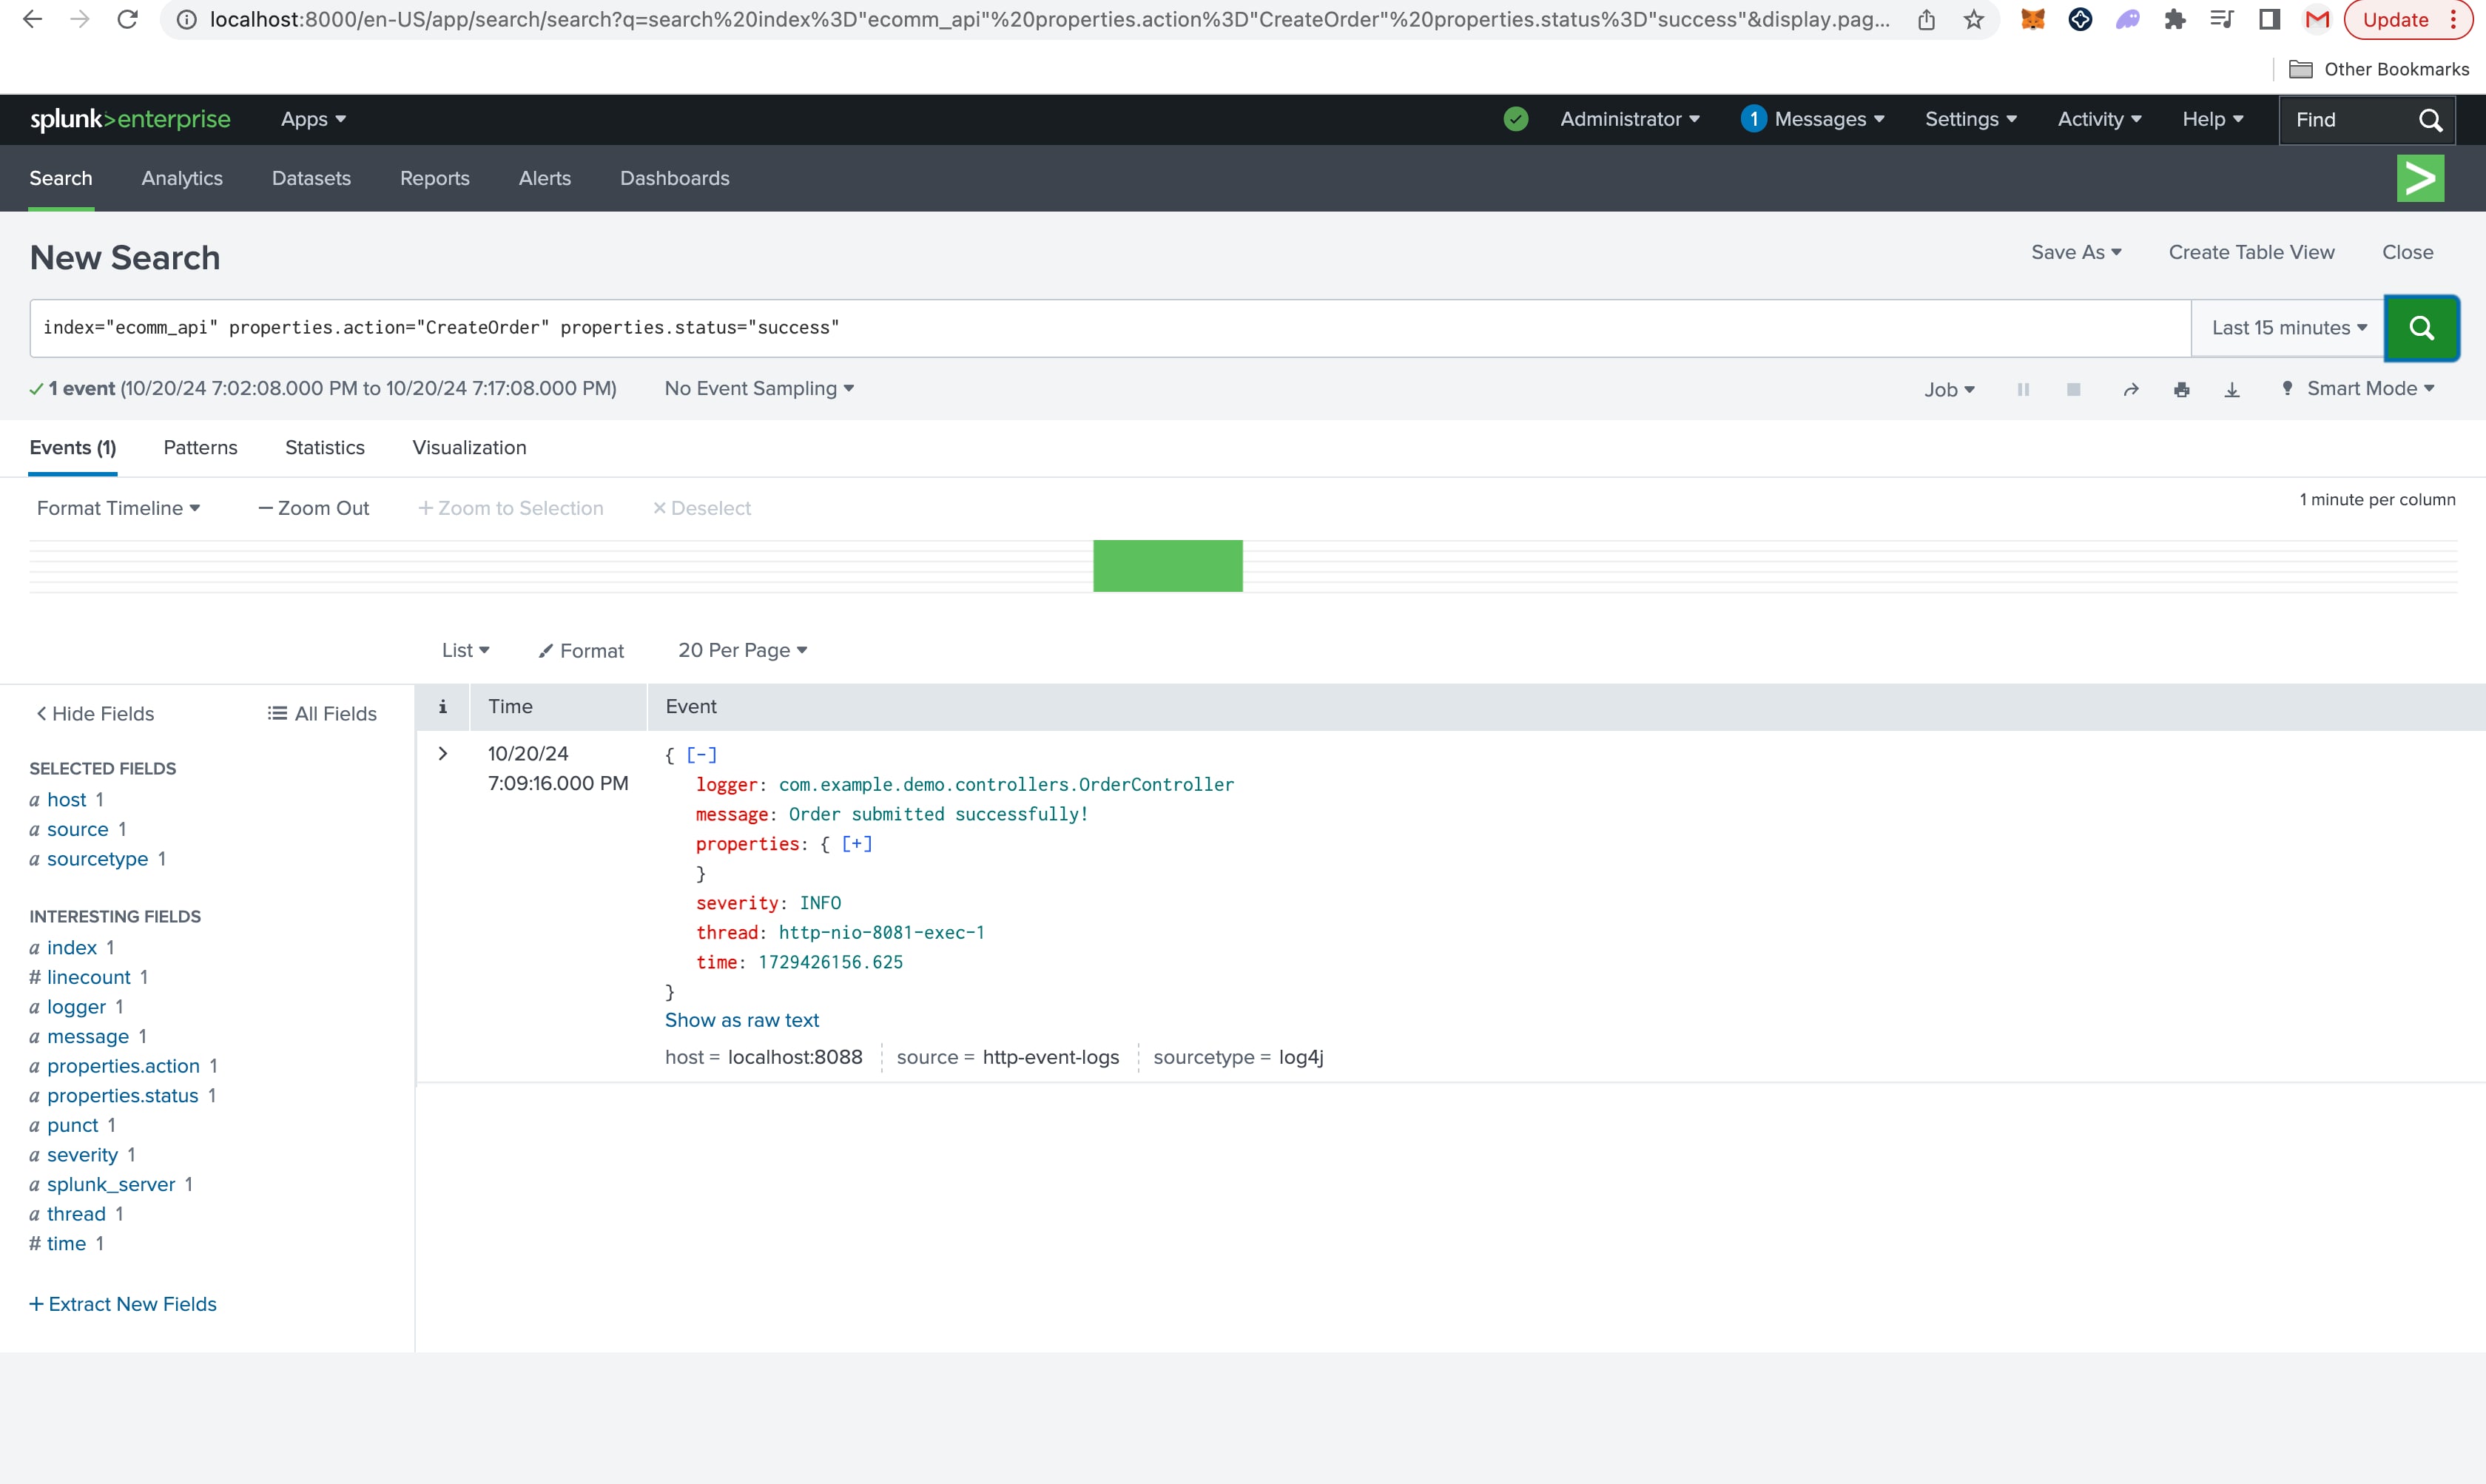 localhost:8000/en-US/app/search/search?q=search%20index%3D"ecomm_api"%20properties.action%3D"CreateOrder"%20properties.status%3D"success"&display.pag...
Update
Other Bookmarks
splunk>enterprise Apps Administrator 1 Messages Settings Activity Help Find
Search Analytics Datasets Reports Alerts Dashboards
New Search Save As Create Table View Close
index="ecomm_api" properties.action="CreateOrder" properties.status="success" Last 15 minutes
1 event (10/20/24 7:02:08.000 PM to 10/20/24 7:17:08.000 PM) No Event Sampling Job Smart Mode
Events (1) Patterns Statistics Visualization
Format Timeline — Zoom Out + Zoom to Selection × Deselect 1 minute per column
List Format 20 Per Page
< Hide Fields All Fields
SELECTED FIELDS
a host 1
a source 1
a sourcetype 1
INTERESTING FIELDS
a index 1
# linecount 1
a logger 1
a message 1
a properties.action 1
a properties.status 1
a punct 1
a severity 1
a splunk_server 1
a thread 1
# time 1
+ Extract New Fields
i Time Event
> 10/20/24
7:09:16.000 PM
{ [-]
logger: com.example.demo.controllers.OrderController
message: Order submitted successfully!
properties: { [+]
}
severity: INFO
thread: http-nio-8081-exec-1
time: 1729426156.625
}
Show as raw text
host = localhost:8088 source = http-event-logs sourcetype = log4j